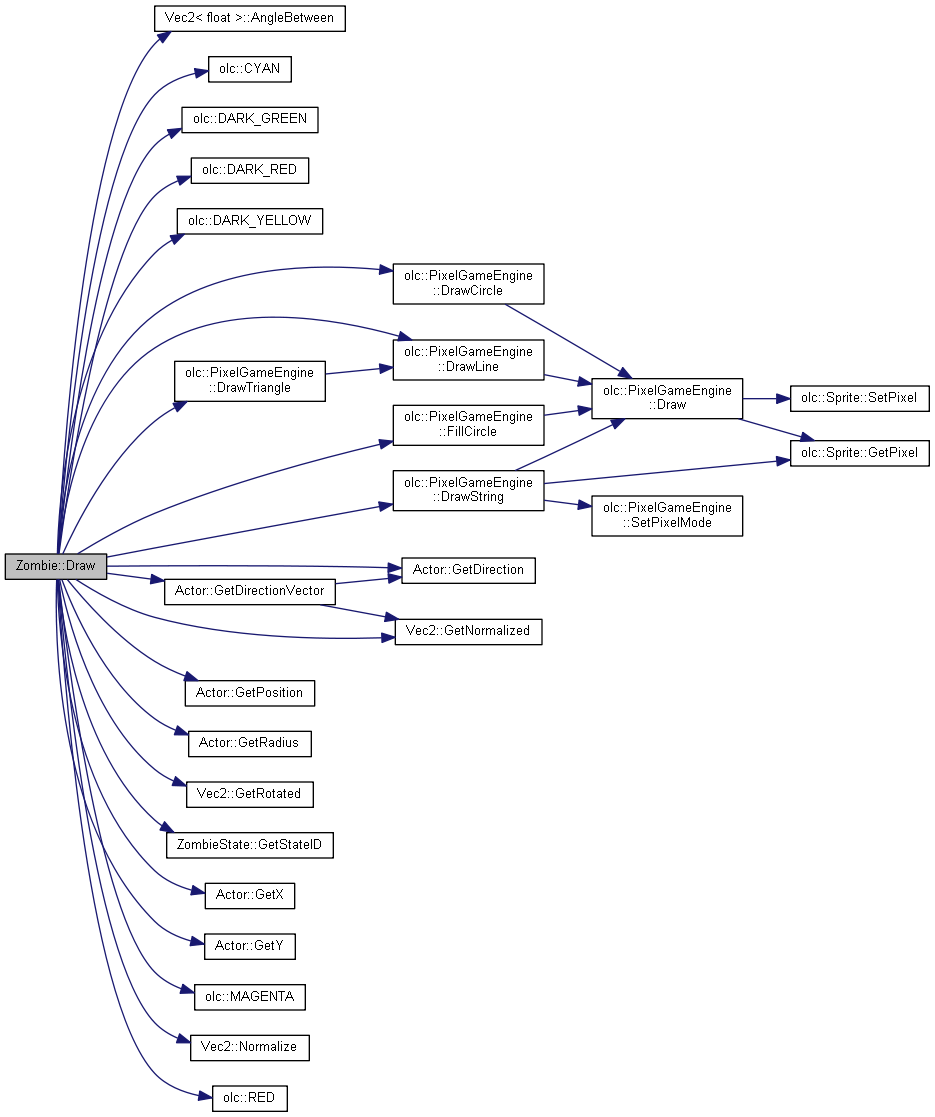 Vec2< float >::AngleBetween
olc::CYAN
olc::DARK_GREEN
olc::DARK_RED
olc::DARK_YELLOW
olc::PixelGameEngine
::DrawCircle
olc::PixelGameEngine
::DrawLine
olc::PixelGameEngine
::DrawTriangle
olc::PixelGameEngine
::Draw
olc::Sprite::SetPixel
olc::PixelGameEngine
::FillCircle
olc::Sprite::GetPixel
olc::PixelGameEngine
::DrawString
olc::PixelGameEngine
::SetPixelMode
Zombie::Draw
Actor::GetDirection
Actor::GetDirectionVector
Vec2::GetNormalized
Actor::GetPosition
Actor::GetRadius
Vec2::GetRotated
ZombieState::GetStateID
Actor::GetX
Actor::GetY
olc::MAGENTA
Vec2::Normalize
olc::RED